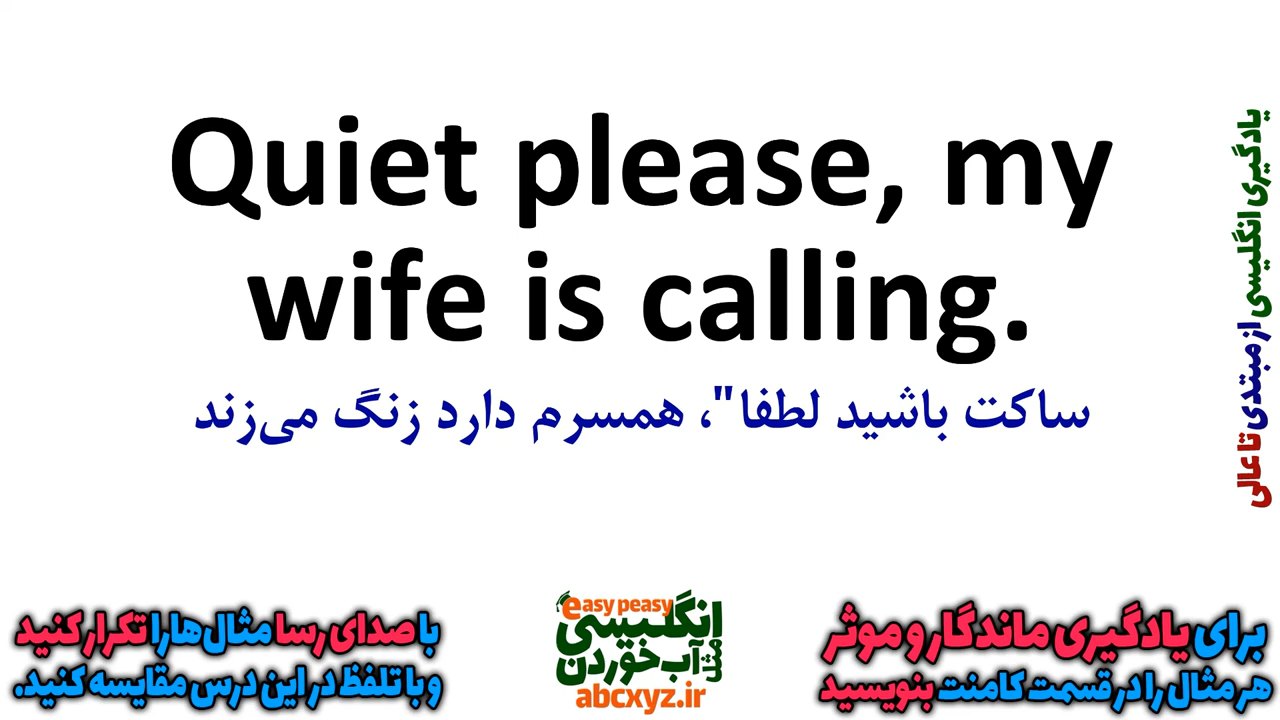 Quiet please, my
wife is calling.
ساکت باشید لطفا"، همسرم دارد زنگ می‌زند
یادگیری انگلیسی از مبتدی تا عالی
با صدای رسا مثال‌ها را تکرار کنید
و با تلفظ در این درس مقایسه کنید.
easy peasy
انگلیسی
مثل
آب خوردن
abcxyz.ir
برای یادگیری ماندگار و موثر
هر مثال را در قسمت کامنت بنویسید